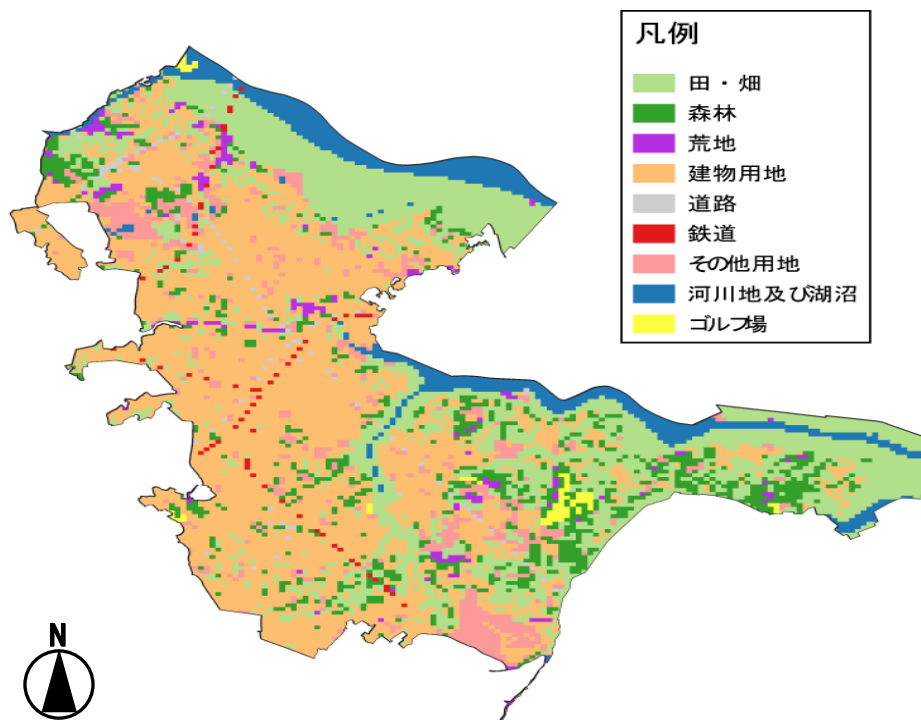 凡例
田・畑
森林
荒地
建物用地
道路
鉄道
その他用地
河川地及び湖沼
ゴルフ場
N